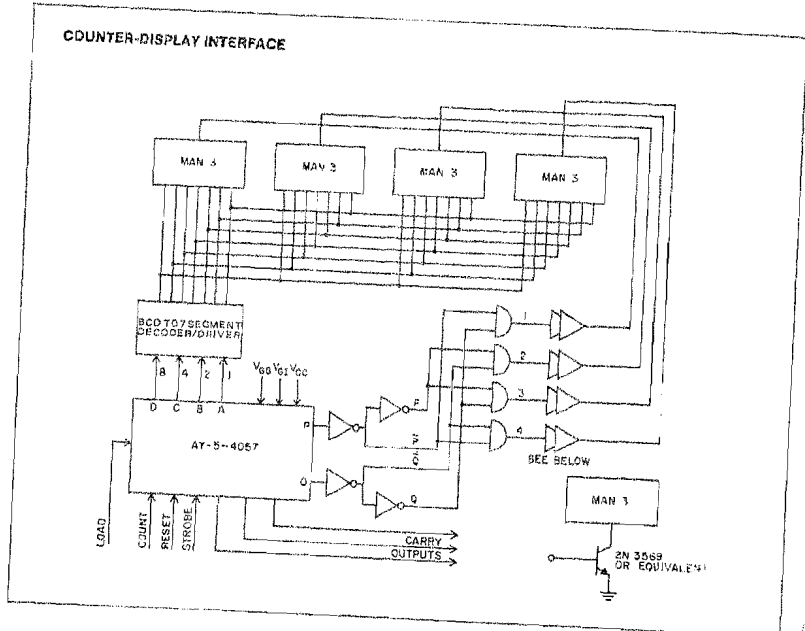 COUNTER-DISPLAY INTERFACE
MAN 3
MAN 3
MAN 3
MAN 3
BCD TO 7 SEGMENT
DECODER/DRIVER
8
4
2
1
D
C
B
A
VGG VGI VCC
AY-5-4057
P
Q
P
P
Q
Q
1
2
3
4
SEE BELOW
LOAD
COUNT
RESET
STROBE
CARRY
OUTPUTS
MAN 3
2N 3569
OR EQUIVALENT